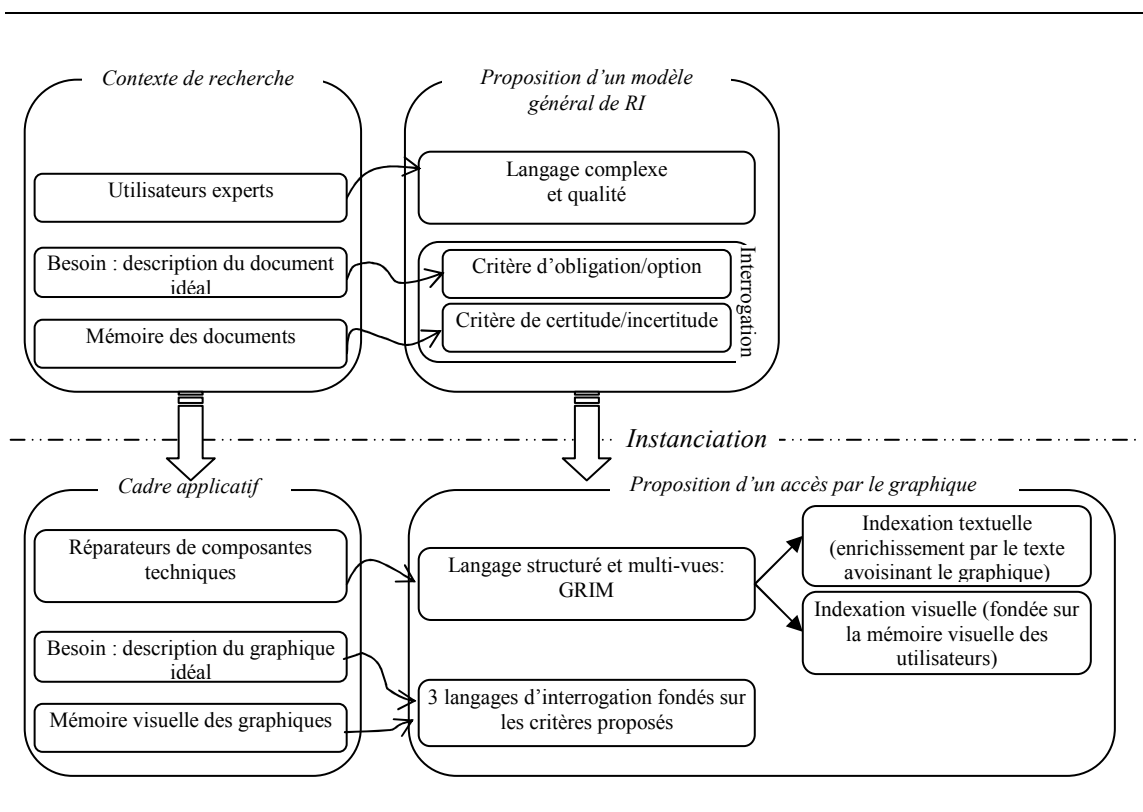 Contexte de recherche
Proposition d'un modèle
général de RI
Utilisateurs experts
Besoin : description du document
idéal
Mémoire des documents
Langage complexe
et qualité
Critère d'obligation/option
Critère de certitude/incertitude
Interrogation
Instanciation
Cadre applicatif
Réparateurs de composantes
techniques
Besoin : description du graphique
idéal
Mémoire visuelle des graphiques
Proposition d'un accès par le graphique
Langage structuré et multi-vues:
GRIM
3 langages d'interrogation fondés sur
les critères proposés
Indexation textuelle
(enrichissement par le texte
avoisinant le graphique)
Indexation visuelle (fondée sur
la mémoire visuelle des
utilisateurs)